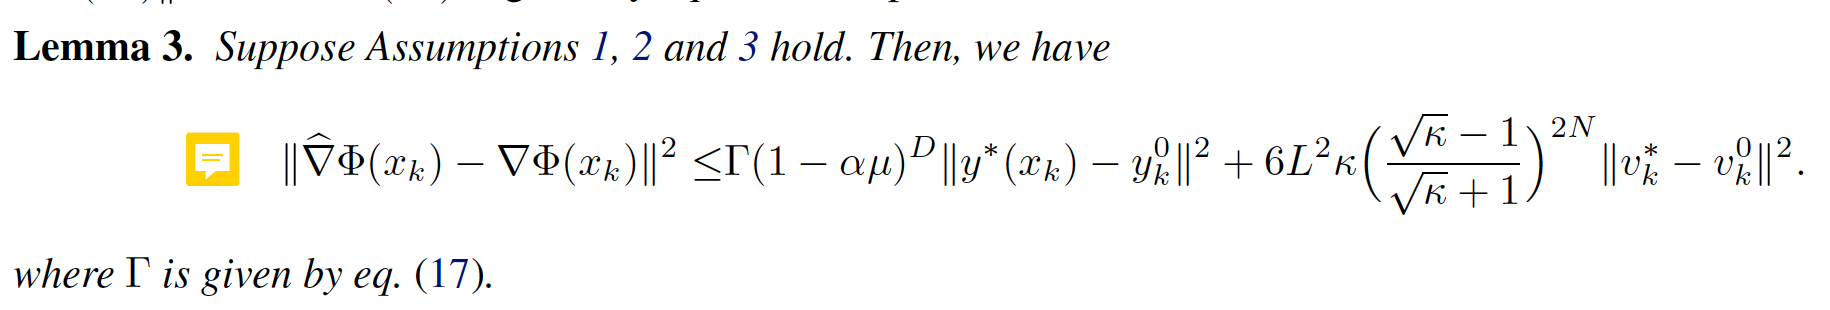 Lemma 3. Suppose Assumptions 1, 2 and 3 hold. Then, we have
‖∇̂Φ(x_k) − ∇Φ(x_k)‖² ≤Γ(1 − αμ)^D‖y*(x_k) − y_k^0‖² + 6L²κ((√κ − 1)/(√κ + 1))^{2N}‖v_k^* − v_k^0‖².
where Γ is given by eq. (17).